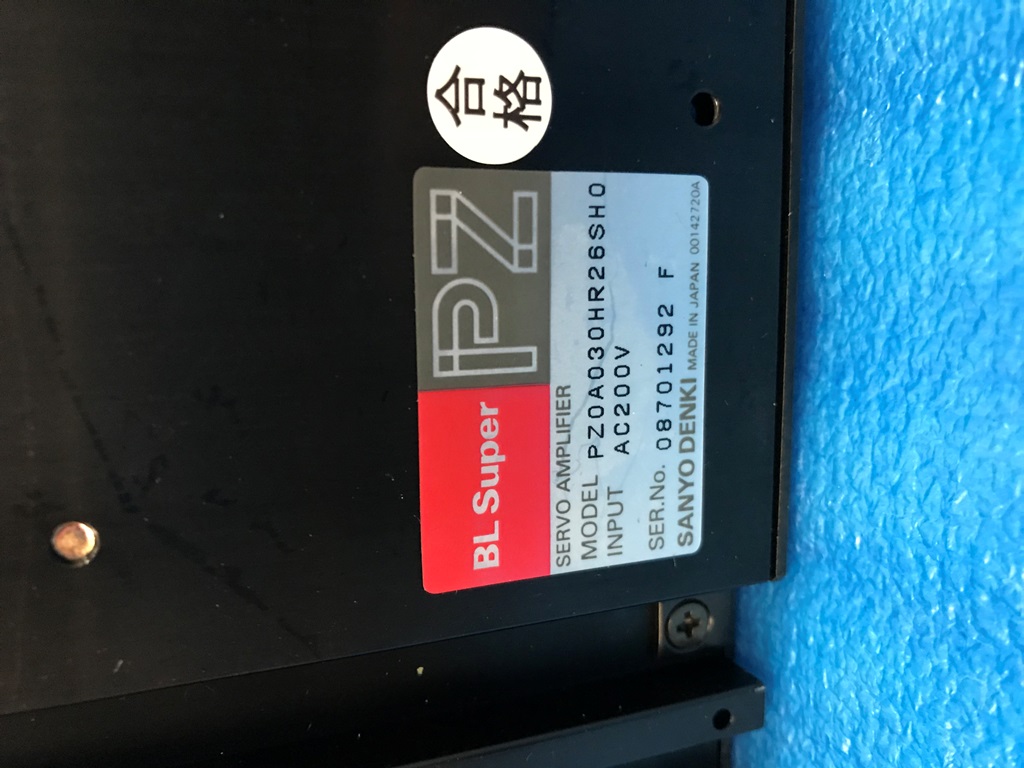 BL Super PZ
SERVO AMPLIFIER
MODEL PZ0A030HR26SH0
INPUT AC200V
SER.No. 08701292 F
SANYO DENKI MADE IN JAPAN 00142720A
合格